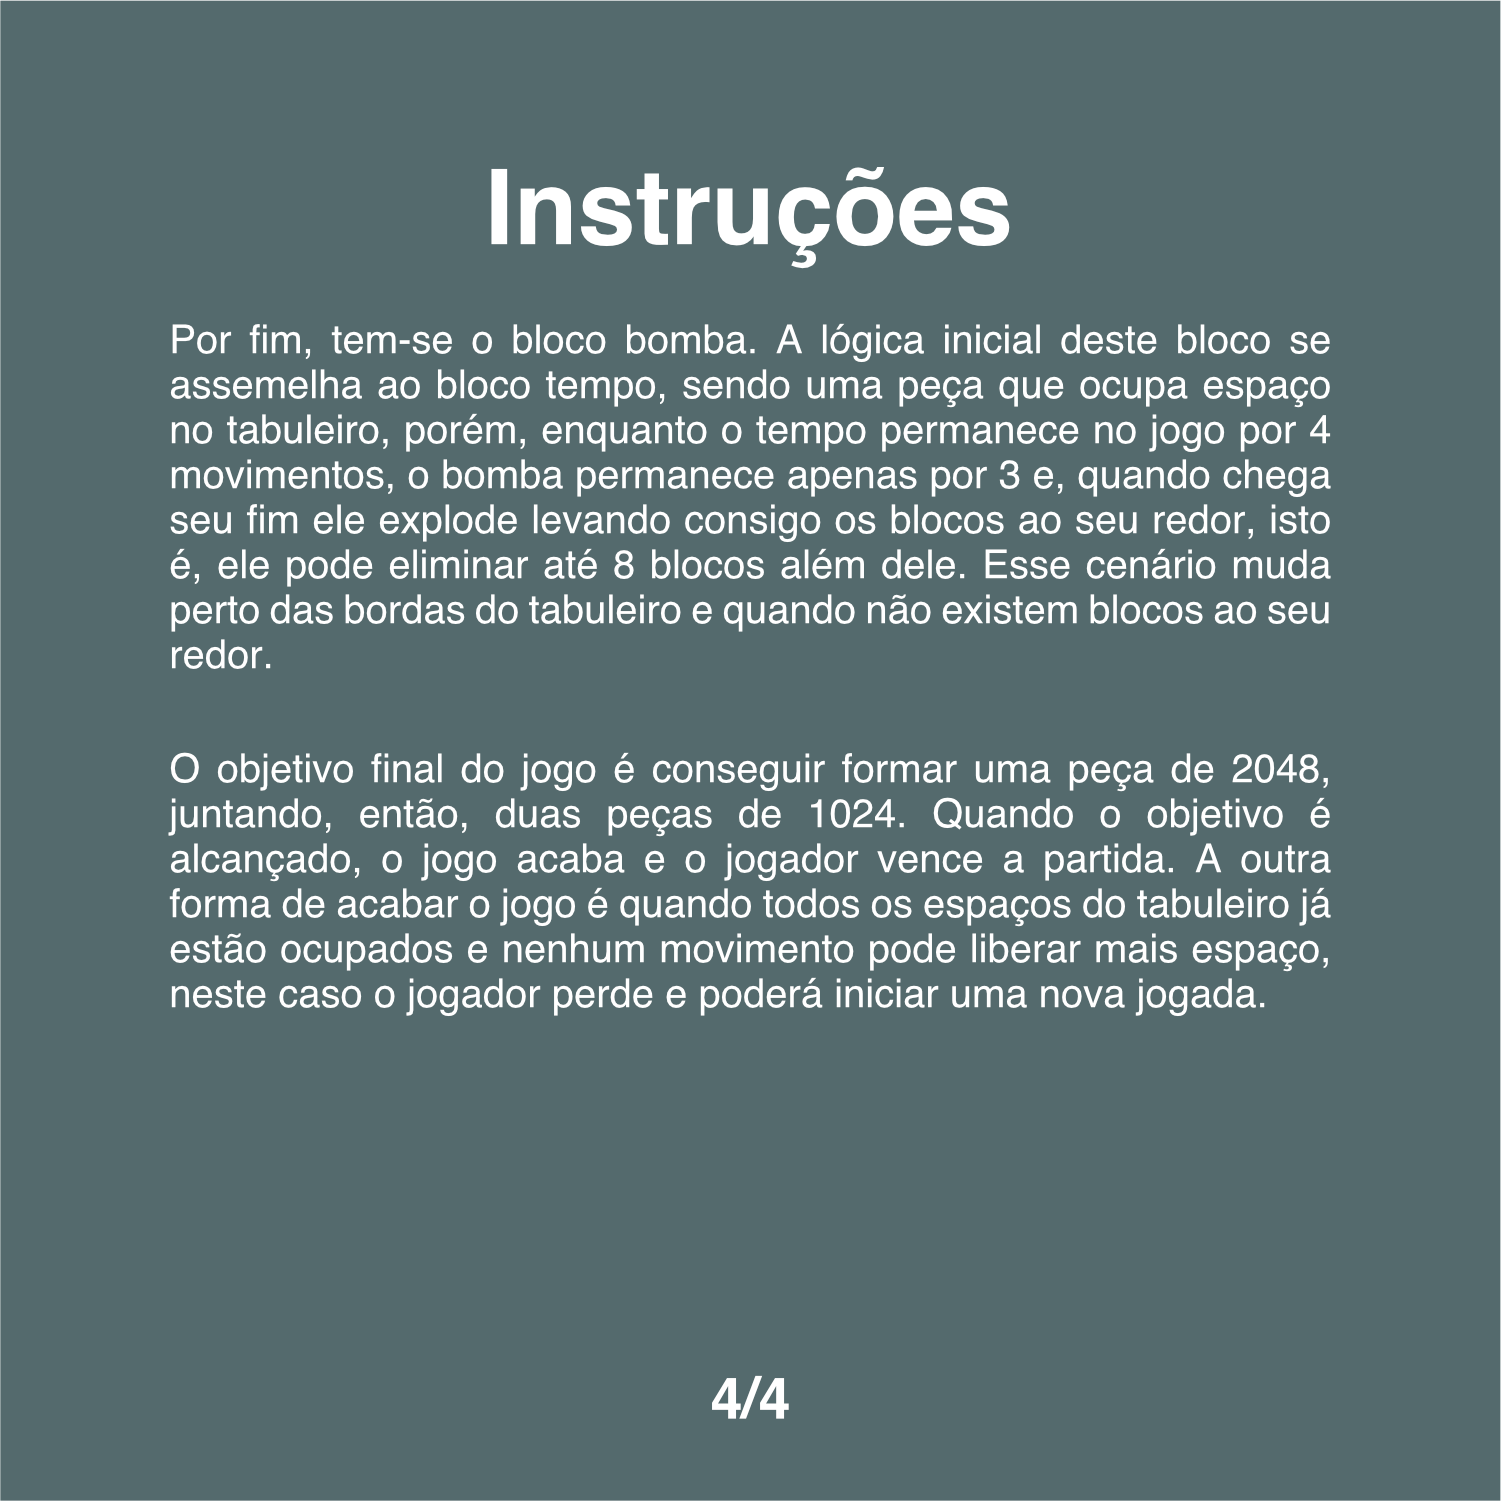 Instruções
Por fim, tem-se o bloco bomba. A lógica inicial deste bloco se
assemelha ao bloco tempo, sendo uma peça que ocupa espaço
no tabuleiro, porém, enquanto o tempo permanece no jogo por 4
movimentos, o bomba permanece apenas por 3 e, quando chega
seu fim ele explode levando consigo os blocos ao seu redor, isto
é, ele pode eliminar até 8 blocos além dele. Esse cenário muda
perto das bordas do tabuleiro e quando não existem blocos ao seu
redor.
O objetivo final do jogo é conseguir formar uma peça de 2048,
juntando, então, duas peças de 1024. Quando o objetivo é
alcançado, o jogo acaba e o jogador vence a partida. A outra
forma de acabar o jogo é quando todos os espaços do tabuleiro já
estão ocupados e nenhum movimento pode liberar mais espaço,
neste caso o jogador perde e poderá iniciar uma nova jogada.
4/4